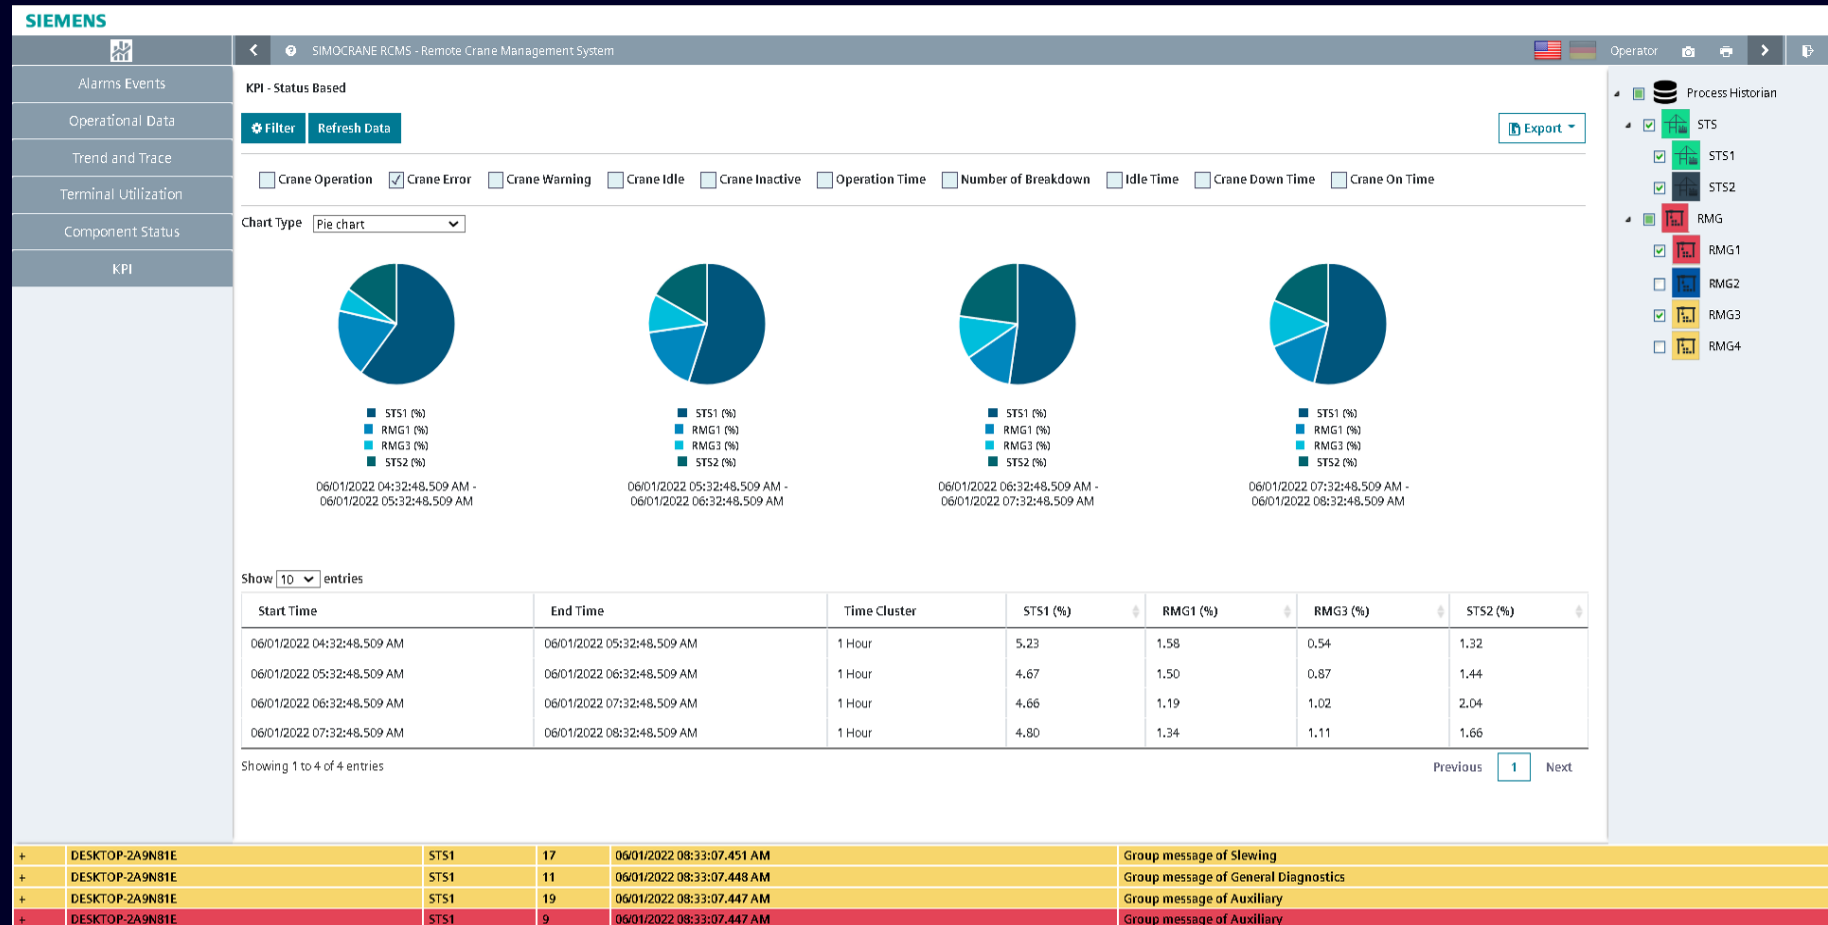 SIEMENS
SIMOCRANE RCMS - Remote Crane Management System
Operator
Alarms Events
Operational Data
Trend and Trace
Terminal Utilization
Component Status
KPI
KPI - Status Based
Filter Refresh Data Export
Crane Operation Crane Error Crane Warning Crane Idle Crane Inactive Operation Time Number of Breakdown Idle Time Crane Down Time Crane On Time
Chart Type Pie chart
STS1 (%)
RMG1 (%)
RMG3 (%)
STS2 (%)
06/01/2022 04:32:48.509 AM -
06/01/2022 05:32:48.509 AM
STS1 (%)
RMG1 (%)
RMG3 (%)
STS2 (%)
06/01/2022 05:32:48.509 AM -
06/01/2022 06:32:48.509 AM
STS1 (%)
RMG1 (%)
RMG3 (%)
STS2 (%)
06/01/2022 06:32:48.509 AM -
06/01/2022 07:32:48.509 AM
STS1 (%)
RMG1 (%)
RMG3 (%)
STS2 (%)
06/01/2022 07:32:48.509 AM -
06/01/2022 08:32:48.509 AM
Show 10 entries
Start Time End Time Time Cluster STS1 (%) RMG1 (%) RMG3 (%) STS2 (%)
06/01/2022 04:32:48.509 AM 06/01/2022 05:32:48.509 AM 1 Hour 5.23 1.58 0.54 1.32
06/01/2022 05:32:48.509 AM 06/01/2022 06:32:48.509 AM 1 Hour 4.67 1.50 0.87 1.44
06/01/2022 06:32:48.509 AM 06/01/2022 07:32:48.509 AM 1 Hour 4.66 1.19 1.02 2.04
06/01/2022 07:32:48.509 AM 06/01/2022 08:32:48.509 AM 1 Hour 4.80 1.34 1.11 1.66
Showing 1 to 4 of 4 entries
Previous 1 Next
Process Historian
STS
STS1
STS2
RMG
RMG1
RMG2
RMG3
RMG4
+ DESKTOP-2A9N81E STS1 17 06/01/2022 08:33:07.451 AM Group message of Slewing
+ DESKTOP-2A9N81E STS1 11 06/01/2022 08:33:07.448 AM Group message of General Diagnostics
+ DESKTOP-2A9N81E STS1 19 06/01/2022 08:33:07.447 AM Group message of Auxiliary
+ DESKTOP-2A9N81E STS1 9 06/01/2022 08:33:07.447 AM Group message of Auxiliary